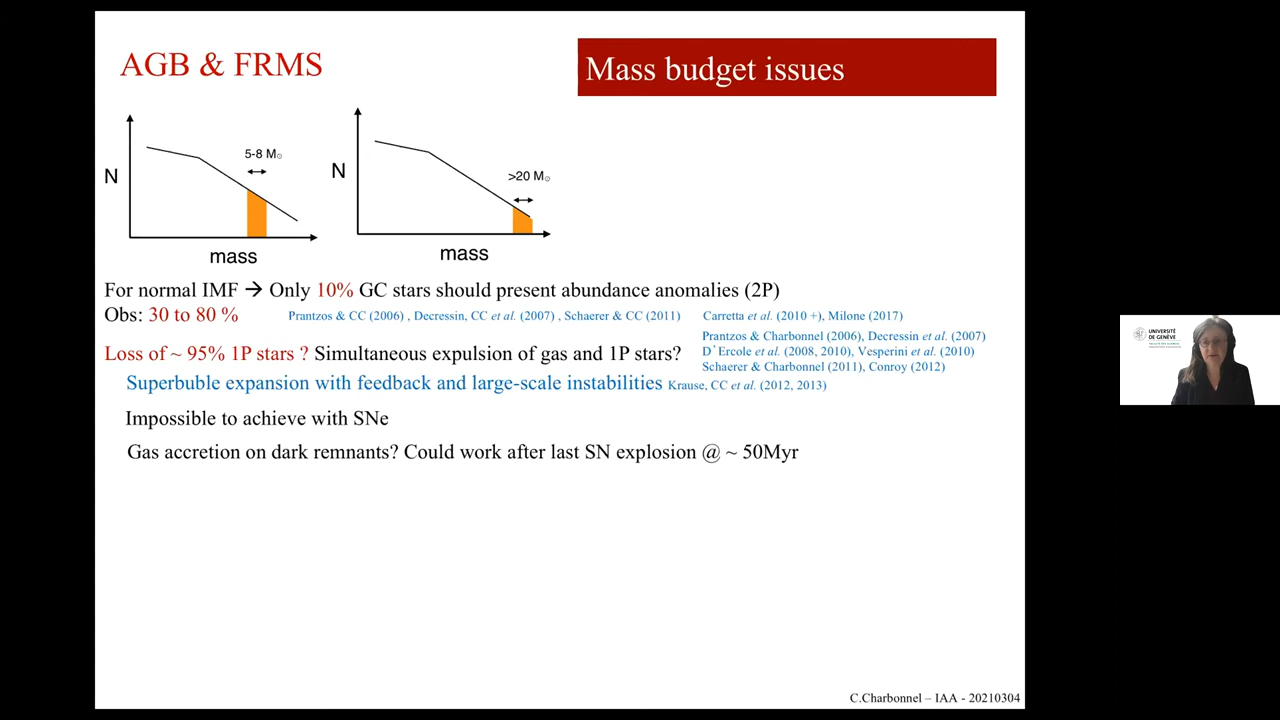 AGB & FRMS
Mass budget issues
N
5-8 M☉
mass
N
>20 M☉
mass
For normal IMF → Only 10% GC stars should present abundance anomalies (2P)
Obs: 30 to 80 %
Prantzos & CC (2006) , Decressin, CC et al. (2007) , Schaerer & CC (2011)
Carretta et al. (2010 +), Milone (2017)
Loss of ~ 95% 1P stars ? Simultaneous expulsion of gas and 1P stars?
Prantzos & Charbonnel (2006), Decressin et al. (2007)
D'Ercole et al. (2008, 2010), Vesperini et al. (2010)
Schaerer & Charbonnel (2011), Conroy (2012)
Superbuble expansion with feedback and large-scale instabilities Krause, CC et al. (2012, 2013)
Impossible to achieve with SNe
Gas accretion on dark remnants? Could work after last SN explosion @ ~ 50Myr
C.Charbonnel – IAA - 20210304
UNIVERSITÉ
DE GENÈVE